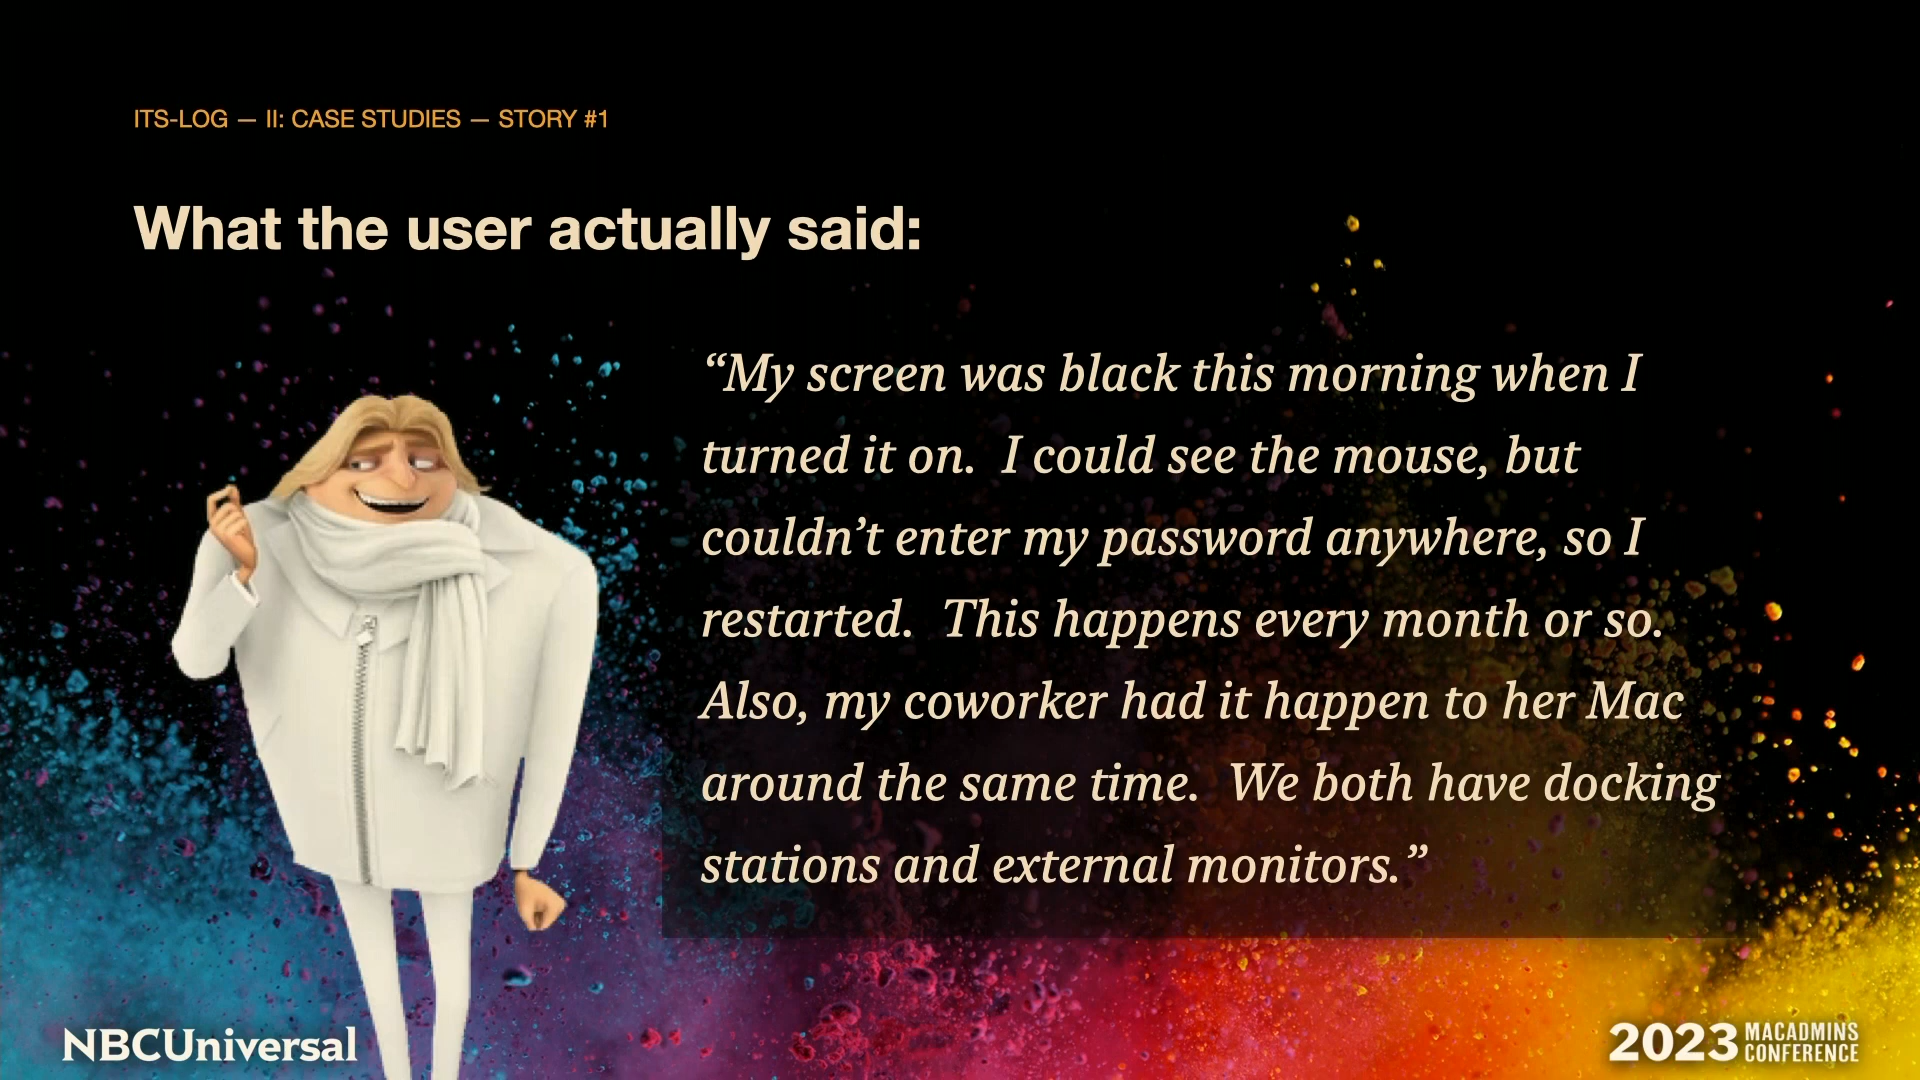 ITS-LOG — II: CASE STUDIES — STORY #1
What the user actually said:
“My screen was black this morning when I
turned it on.  I could see the mouse, but
couldn’t enter my password anywhere, so I
restarted.  This happens every month or so.
Also, my coworker had it happen to her Mac
around the same time.  We both have docking
stations and external monitors.”
NBCUniversal
2023 MACADMINS
CONFERENCE